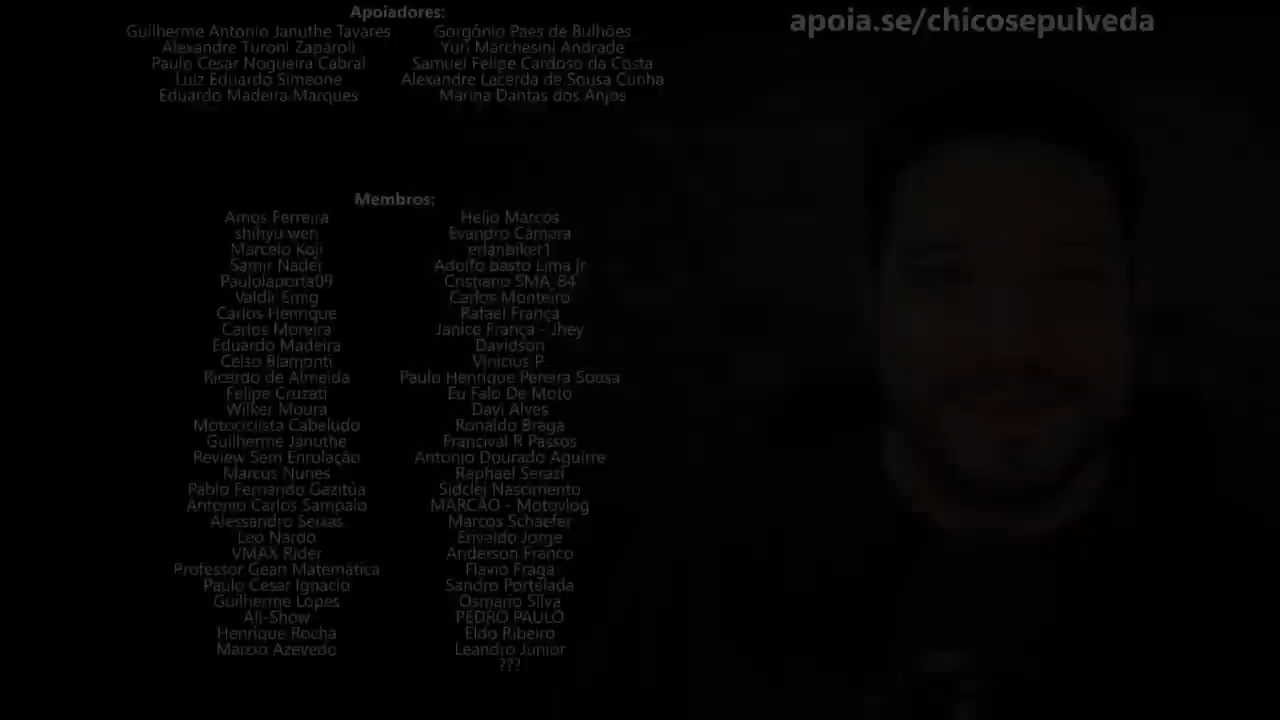 Apoiadores:
Guilherme Antonio Januthe Tavares
Alexandre Turoni Zaparoli
Paulo Cesar Nogueira Cabral
Luiz Eduardo Simeone
Eduardo Madeira Marques
Gorgônio Paes de Bulhões
Yuri Marchesini Andrade
Samuel Felipe Cardoso da Costa
Alexandre Lacerda de Sousa Cunha
Marina Dantas dos Anjos
apoia.se/chicosepulveda
Membros:
Amos Ferreira
shihyu wen
Marcelo Koji
Samir Nader
Paulolaporta09
Valdir Emig
Carlos Henrique
Carlos Moreira
Eduardo Madeira
Celso Biamonti
Ricardo de Almeida
Felipe Cruzati
Wilker Moura
Motociclista Cabeludo
Guilherme Januthe
Review Sem Enrolação
Marcus Nunes
Pablo Fernando Gazitúa
Antonio Carlos Sampaio
Alessandro Seixas
Leo Nardo
VMAX Rider
Professor Gean Matemática
Paulo Cesar Ignacio
Guilherme Lopes
All-Show
Henrique Rocha
Marcio Azevedo
Helio Marcos
Evandro Câmara
erlanbiker1
Adolfo basto Lima Jr
Cristiano SMA_84
Carlos Monteiro
Rafael França
Janice França - Jhey
Davidson
Vinicius P.
Paulo Henrique Pereira Sousa
Eu Falo De Moto
Davi Alves
Ronaldo Braga
Francival R Passos
Antonio Dourado Aguirre
Raphael Serazi
Sidclei Nascimento
MARCÃO - Motovlog
Marcos Schaefer
Erivaldo Jorge
Anderson Franco
Flavio Fraga
Sandro Portelada
Osmario Silva
PEDRO PAULO
Eldo Ribeiro
Leandro Junior
???